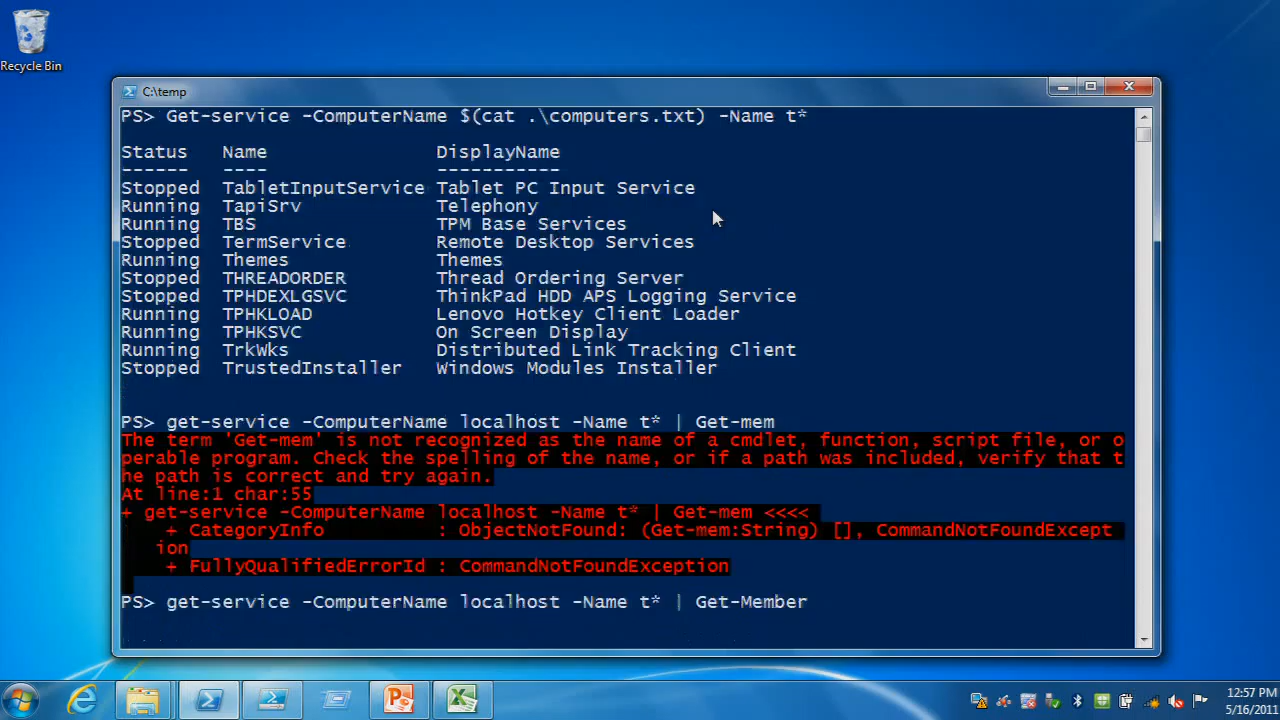 Recycle Bin
C:\temp
PS> Get-service -ComputerName $(cat .\computers.txt) -Name t*
Status Name DisplayName
------ ---- -----------
Stopped TabletInputService Tablet PC Input Service
Running TapiSrv Telephony
Running TBS TPM Base Services
Stopped TermService Remote Desktop Services
Running Themes Themes
Stopped THREADORDER Thread Ordering Server
Stopped TPHDEXLGSVC ThinkPad HDD APS Logging Service
Running TPHKLOAD Lenovo Hotkey Client Loader
Running TPHKSVC On Screen Display
Running TrkWks Distributed Link Tracking Client
Stopped TrustedInstaller Windows Modules Installer
PS> get-service -ComputerName localhost -Name t* | Get-mem
The term 'Get-mem' is not recognized as the name of a cmdlet, function, script file, or o
perable program. Check the spelling of the name, or if a path was included, verify that t
he path is correct and try again.
At line:1 char:55
+ get-service -ComputerName localhost -Name t* | Get-mem <<<<
+ CategoryInfo : ObjectNotFound: (Get-mem:String) [], CommandNotFoundExcept
ion
+ FullyQualifiedErrorId : CommandNotFoundException
PS> get-service -ComputerName localhost -Name t* | Get-Member
12:57 PM
5/16/2011